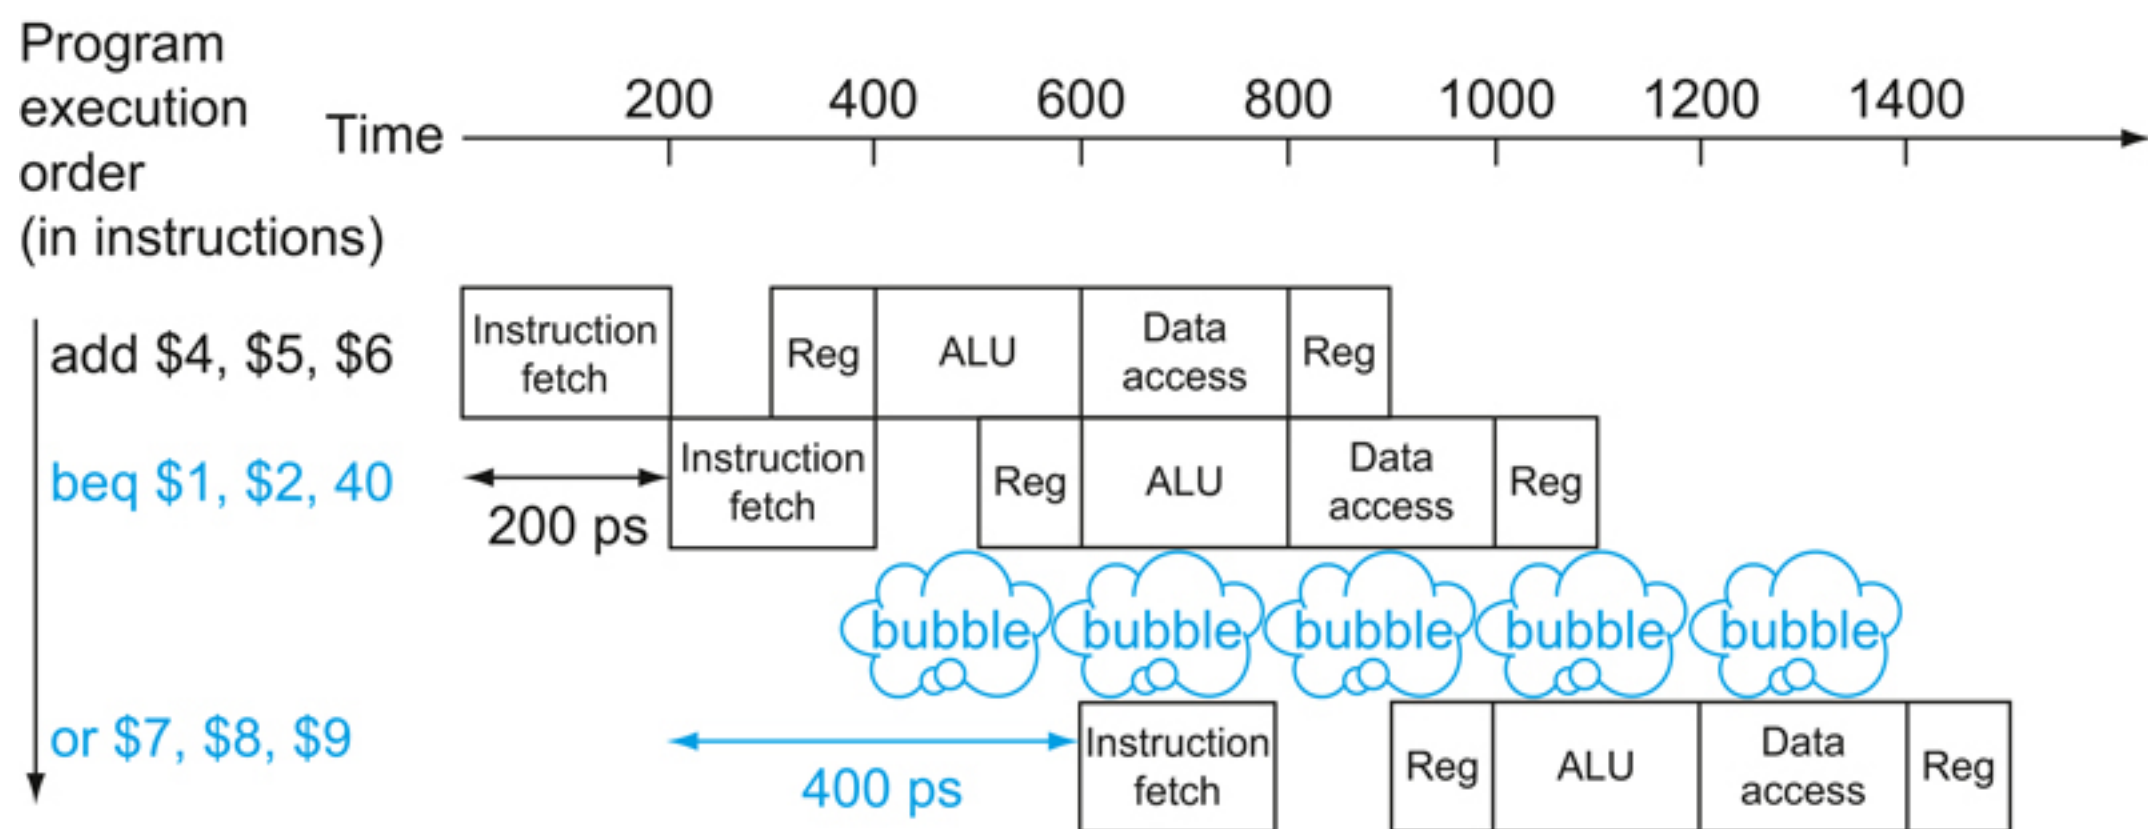 Program
execution
order
(in instructions)
Time
200 400 600 800 1000 1200 1400
add $4, $5, $6
Instruction
fetch
Reg
ALU
Data
access
Reg
beq $1, $2, 40
200 ps
Instruction
fetch
Reg
ALU
Data
access
Reg
bubble bubble bubble bubble bubble
or $7, $8, $9
400 ps
Instruction
fetch
Reg
ALU
Data
access
Reg